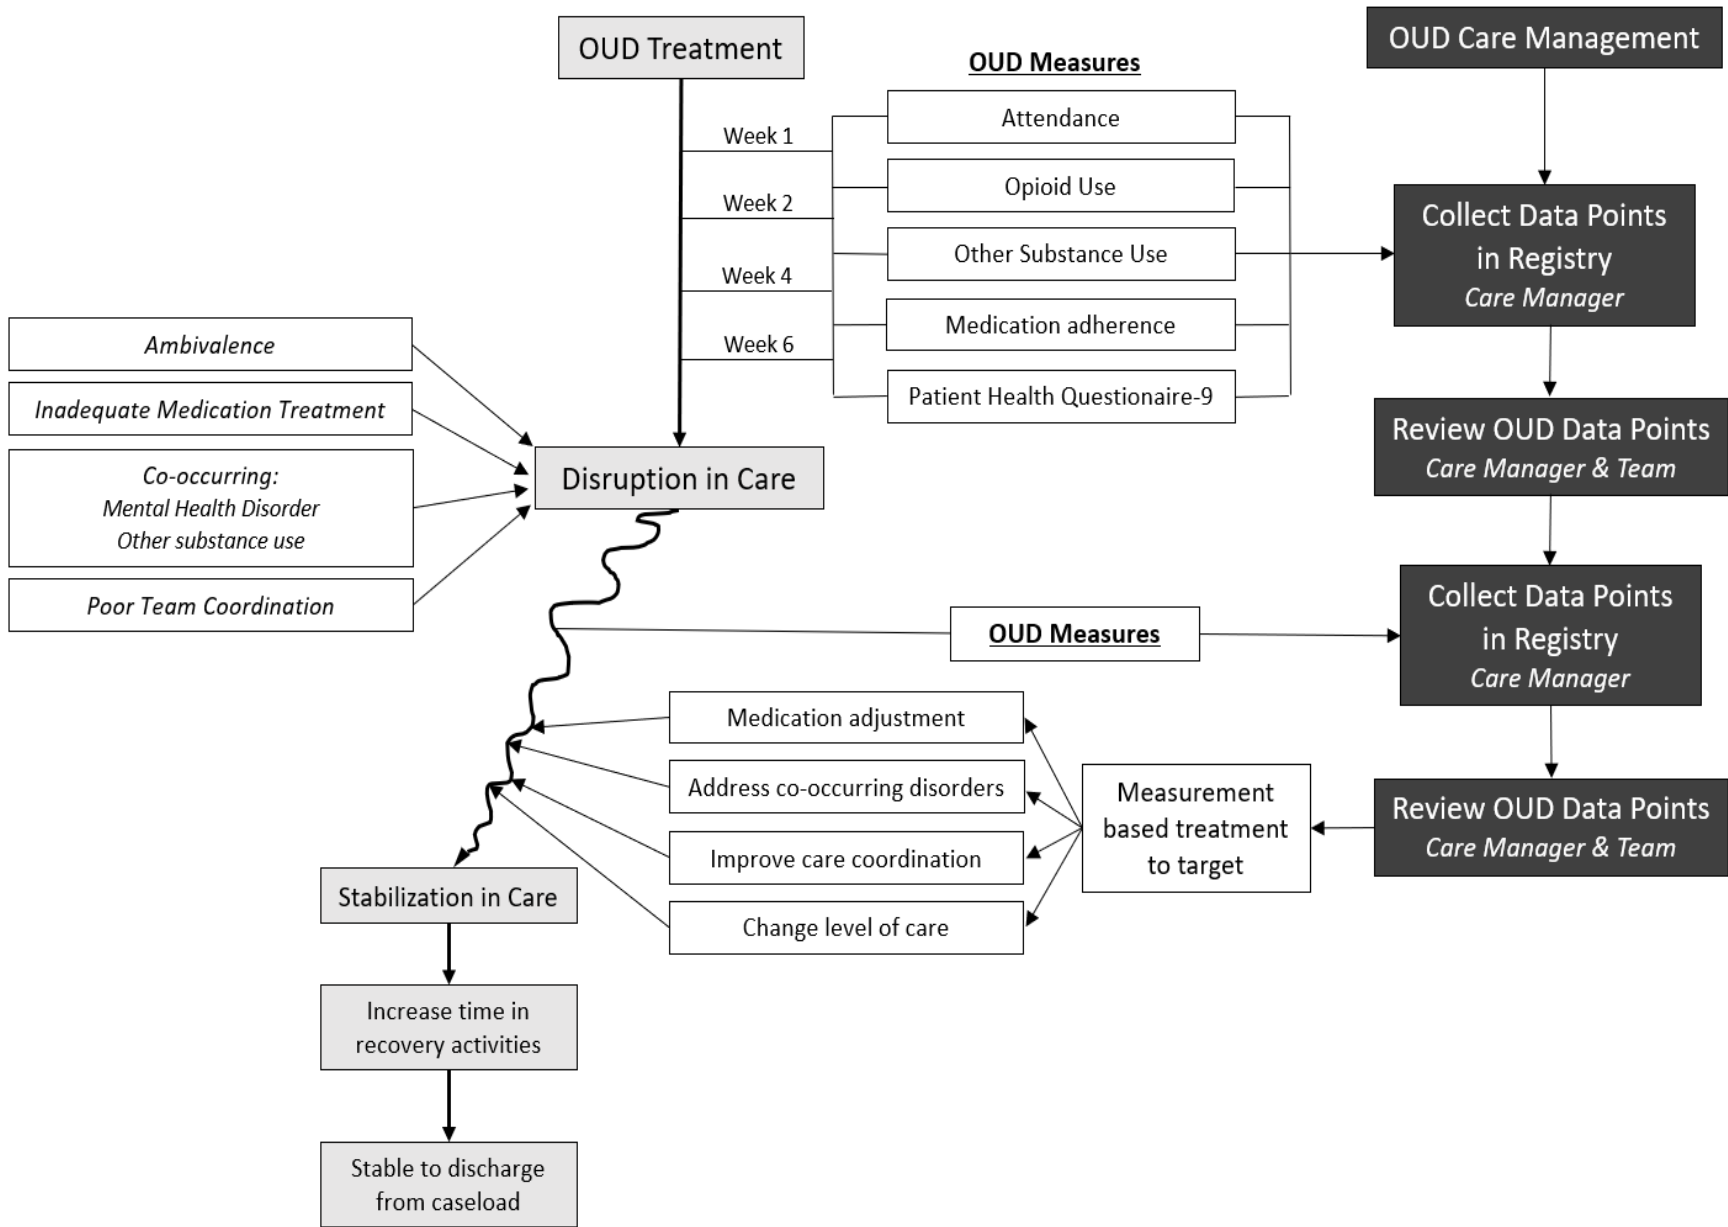 OUD Treatment
OUD Measures
OUD Care Management
Week 1
Week 2
Week 4
Week 6
Attendance
Opioid Use
Other Substance Use
Medication adherence
Patient Health Questionaire-9
Collect Data Points
in Registry
Care Manager
Review OUD Data Points
Care Manager & Team
Ambivalence
Inadequate Medication Treatment
Co-occurring:
Mental Health Disorder
Other substance use
Poor Team Coordination
Disruption in Care
OUD Measures
Collect Data Points
in Registry
Care Manager
Review OUD Data Points
Care Manager & Team
Measurement
based treatment
to target
Medication adjustment
Address co-occurring disorders
Improve care coordination
Change level of care
Stabilization in Care
Increase time in
recovery activities
Stable to discharge
from caseload